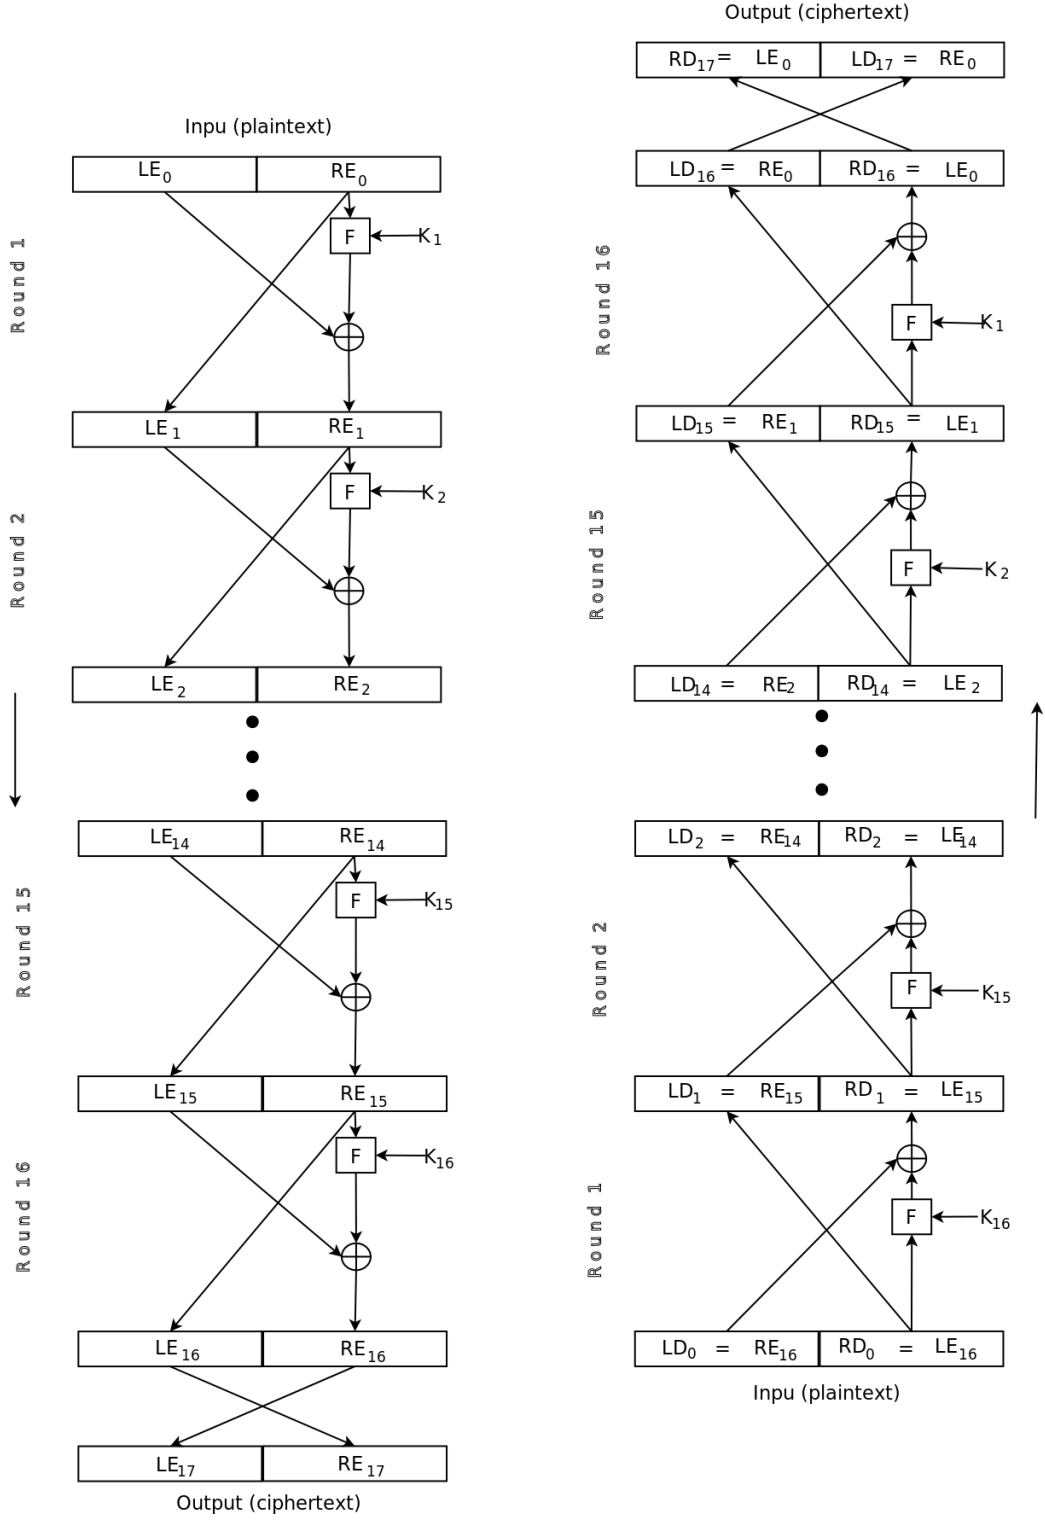 Inpu (plaintext)
LE0 RE0
F K1
Round 1
LE1 RE1
F K2
Round 2
LE2 RE2
LE14 RE14
F K15
Round 15
LE15 RE15
F K16
Round 16
LE16 RE16
LE17 RE17
Output (ciphertext)
Output (ciphertext)
RD17 = LE0 LD17 = RE0
LD16 = RE0 RD16 = LE0
Round 16
F K1
LD15 = RE1 RD15 = LE1
Round 15
F K2
LD14 = RE2 RD14 = LE2
LD2 = RE14 RD2 = LE14
Round 2
F K15
LD1 = RE15 RD1 = LE15
Round 1
F K16
LD0 = RE16 RD0 = LE16
Inpu (plaintext)